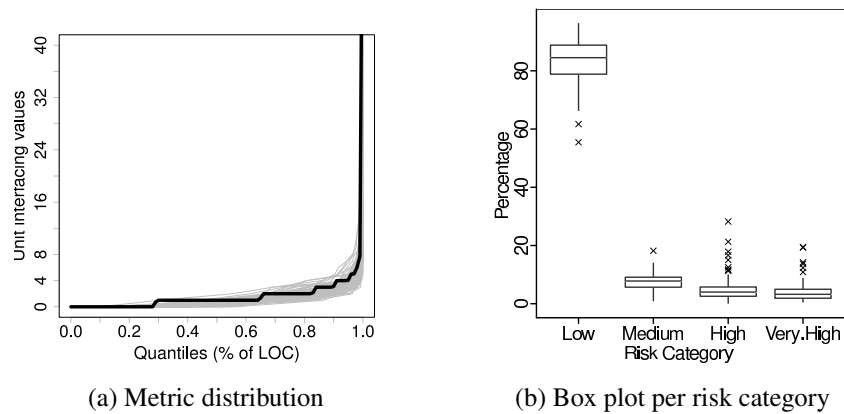 40
32
24
16
8
4
0
Unit interfacing values
0.0 0.2 0.4 0.6 0.8 1.0
Quantiles (% of LOC)
(a) Metric distribution
80
60
40
20
0
Percentage
Low Medium High Very.High
Risk Category
(b) Box plot per risk category